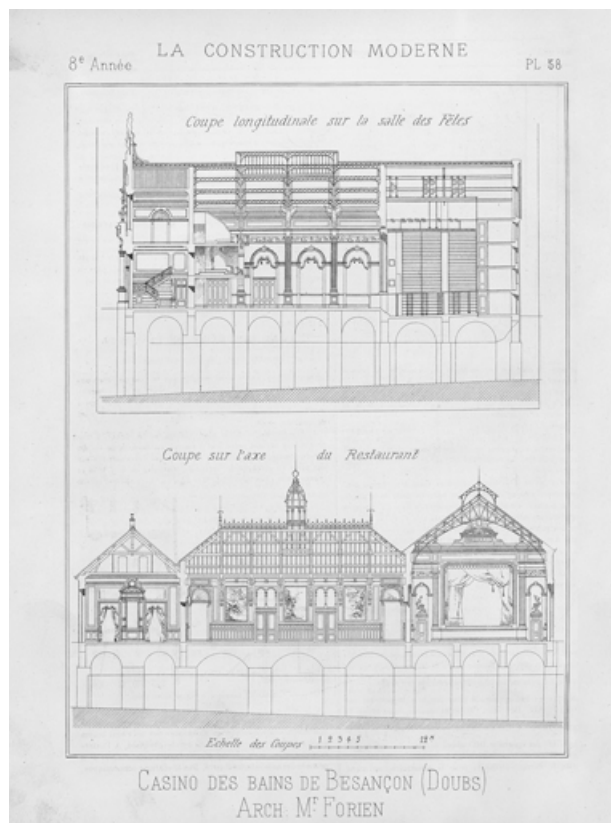 LA CONSTRUCTION MODERNE
8e Année.
PL 58
Coupe longitudinale sur la salle des Fêtes
Coupe sur l'axe du Restaurant
Echelle des Coupes 1 2 3 4 5
CASINO DES BAINS DE BESANÇON (DOUBS)
ARCH. Mr FORIEN